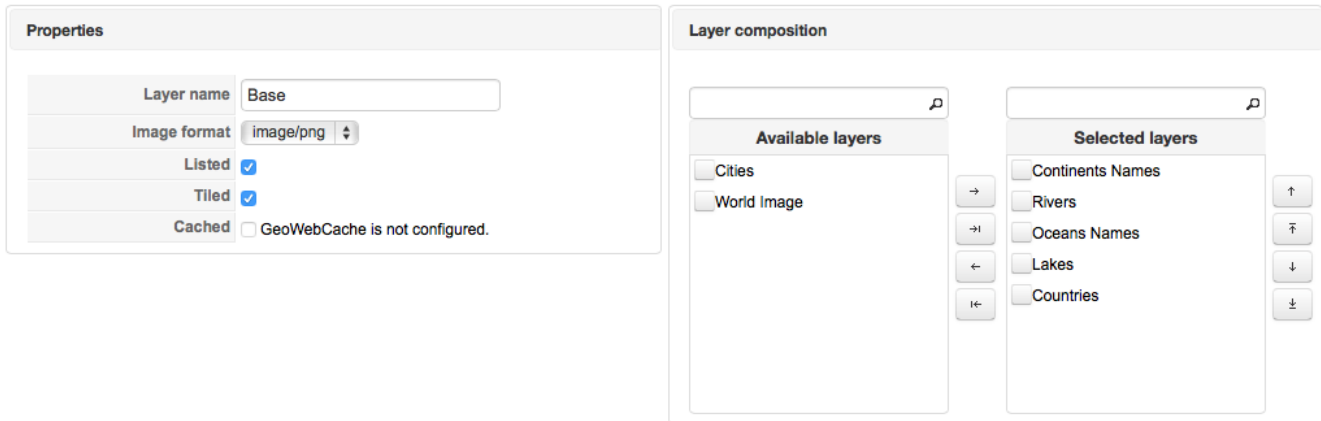 Properties
Layer name Base
Image format image/png
Listed
Tiled
Cached GeoWebCache is not configured.
Layer composition
Available layers
Cities
World Image
Selected layers
Continents Names
Rivers
Oceans Names
Lakes
Countries